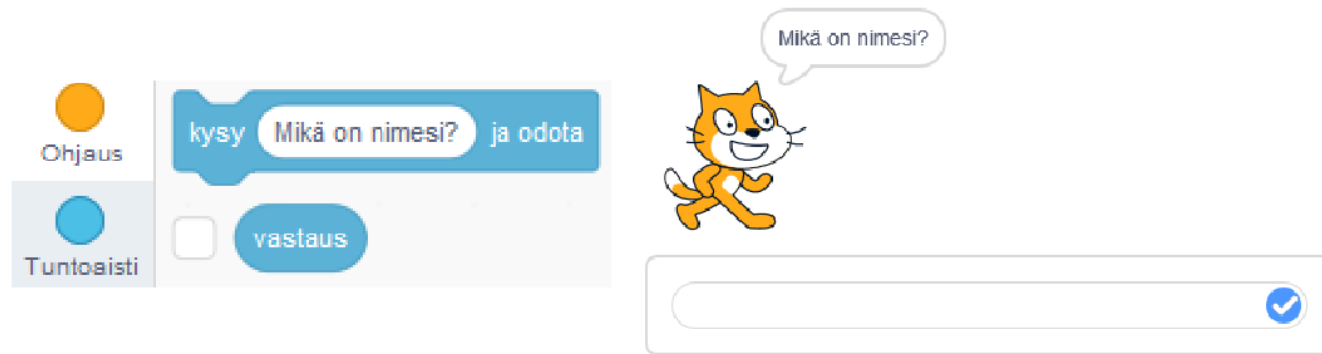 Ohjaus
Tuntoaisti
kysy Mikä on nimesi? ja odota
vastaus
Mikä on nimesi?